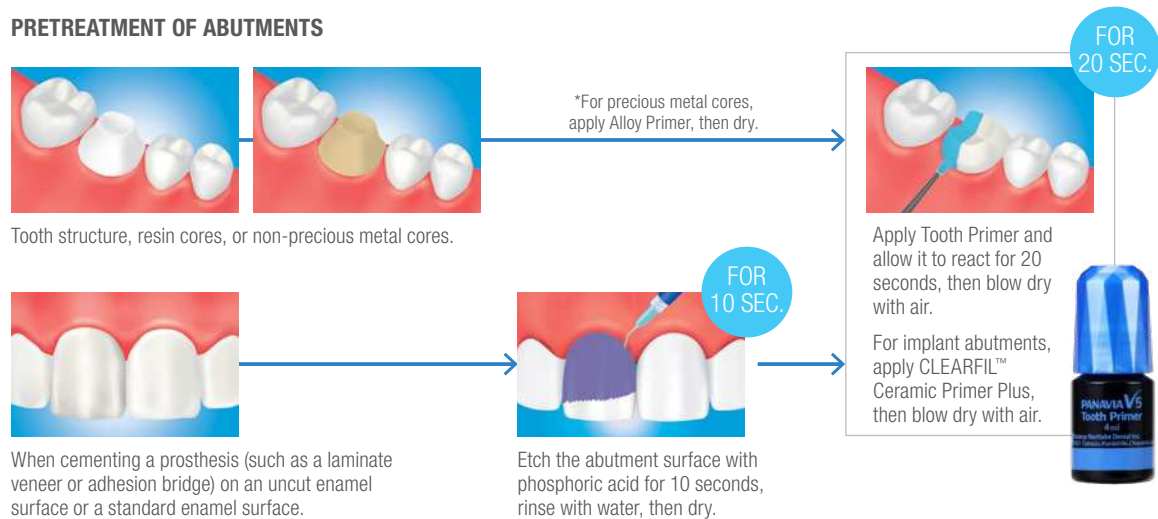 PRETREATMENT OF ABUTMENTS
*For precious metal cores,
apply Alloy Primer, then dry.
FOR
20 SEC.
Tooth structure, resin cores, or non-precious metal cores.
Apply Tooth Primer and
allow it to react for 20
seconds, then blow dry
with air.
For implant abutments,
apply CLEARFIL™
Ceramic Primer Plus,
then blow dry with air.
FOR
10 SEC.
When cementing a prosthesis (such as a laminate
veneer or adhesion bridge) on an uncut enamel
surface or a standard enamel surface.
Etch the abutment surface with
phosphoric acid for 10 seconds,
rinse with water, then dry.
PANAVIA V5
Tooth Primer
4 ml